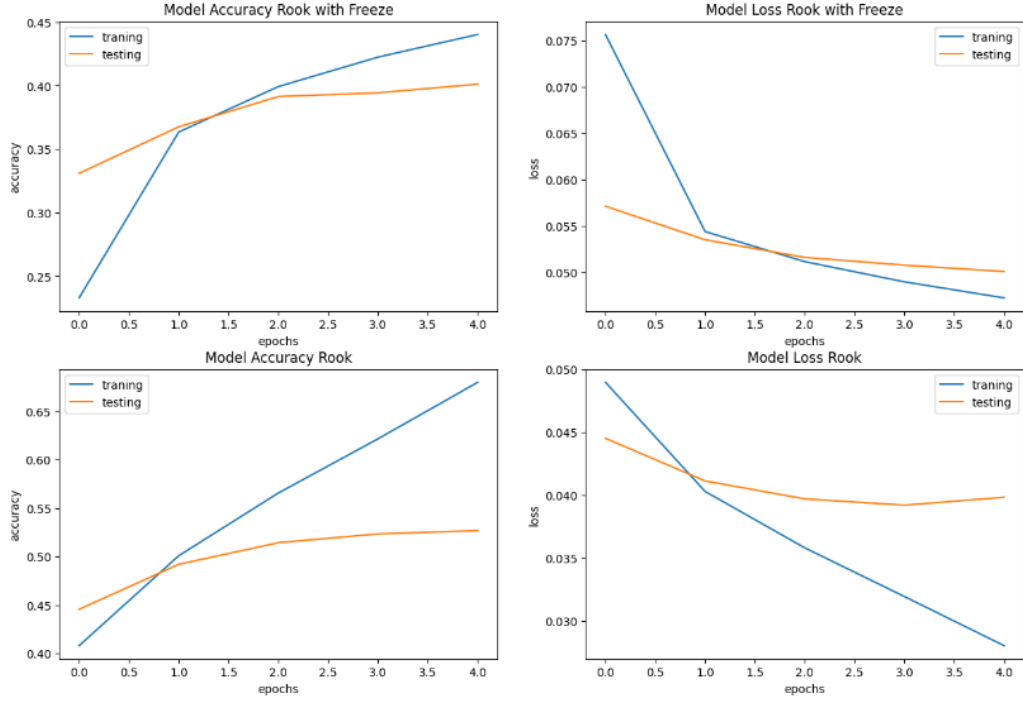 Model Accuracy Rook with Freeze
0.45
0.40
0.35
0.30
0.25
accuracy
traning
testing
0.0 0.5 1.0 1.5 2.0 2.5 3.0 3.5 4.0
epochs
Model Loss Rook with Freeze
0.075
0.070
0.065
0.060
0.055
0.050
loss
traning
testing
0.0 0.5 1.0 1.5 2.0 2.5 3.0 3.5 4.0
epochs
Model Accuracy Rook
0.65
0.60
0.55
0.50
0.45
0.40
accuracy
traning
testing
0.0 0.5 1.0 1.5 2.0 2.5 3.0 3.5 4.0
epochs
Model Loss Rook
0.050
0.045
0.040
0.035
0.030
loss
traning
testing
0.0 0.5 1.0 1.5 2.0 2.5 3.0 3.5 4.0
epochs